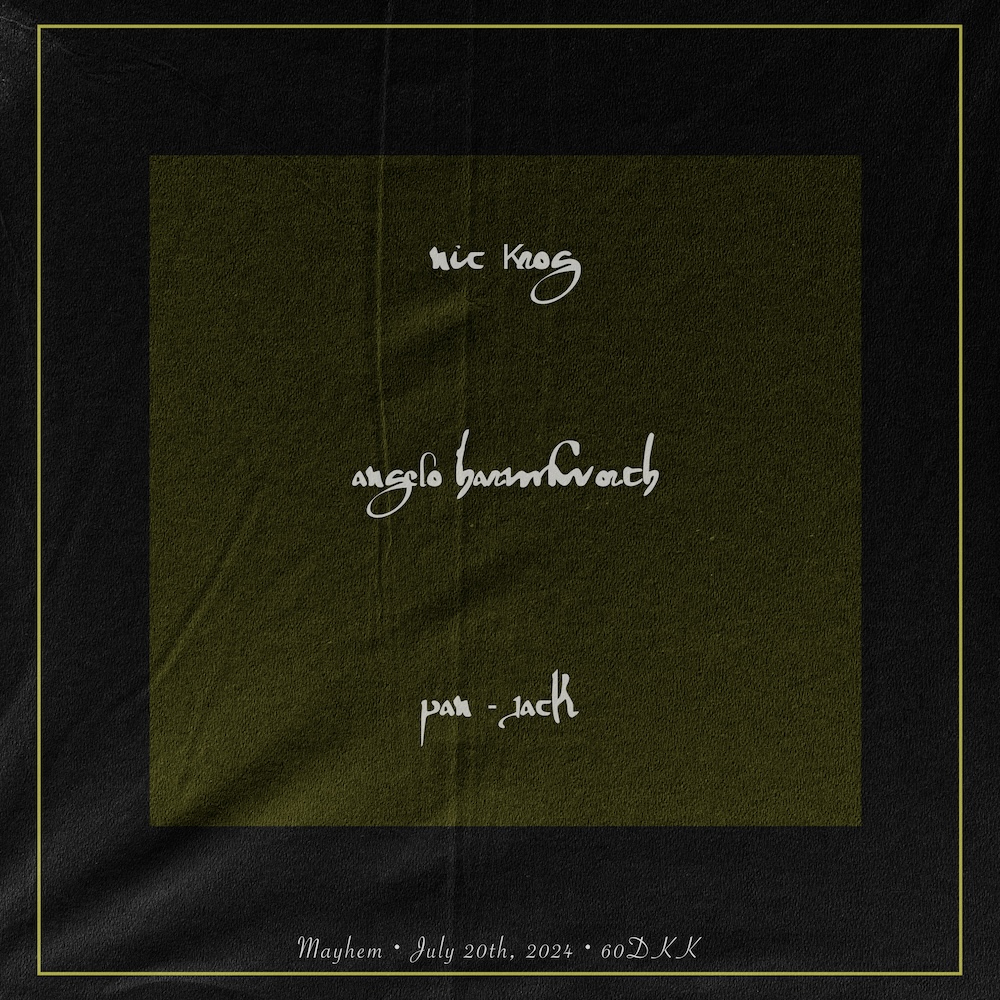 nic Krog
angelo harmsworth
pan - jack
Mayhem • July 20th, 2024 • 60DKK